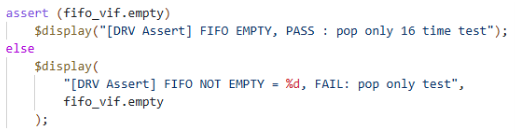 assert (fifo_vif.empty)
    $display("[DRV Assert] FIFO EMPTY, PASS : pop only 16 time test");
else
    $display(
        "[DRV Assert] FIFO NOT EMPTY = %d, FAIL: pop only test",
        fifo_vif.empty
    );